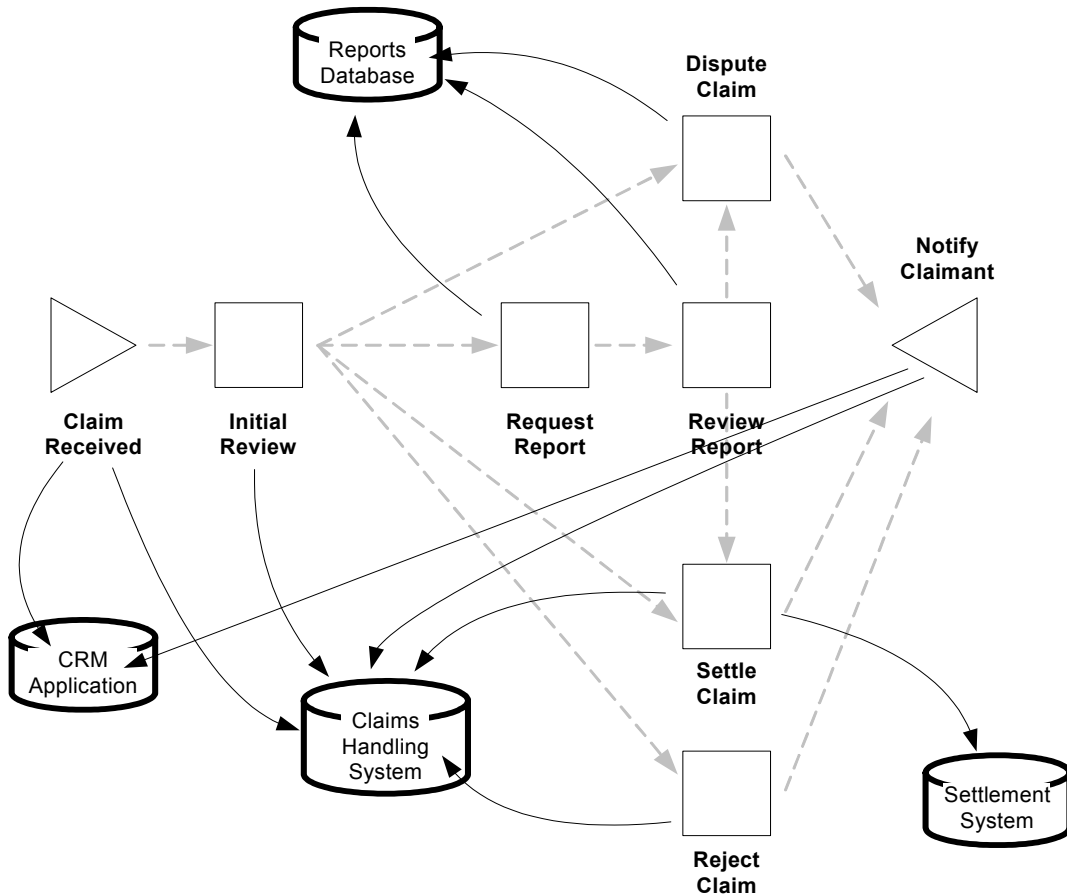 Reports
Database
Dispute
Claim
Notify
Claimant
Claim
Received
Initial
Review
Request
Report
Review
Report
CRM
Application
Claims
Handling
System
Settle
Claim
Settlement
System
Reject
Claim